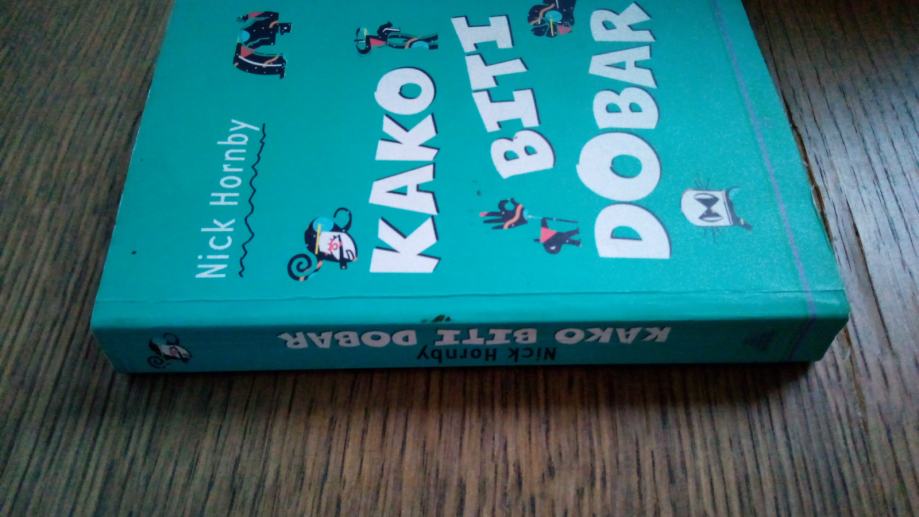 Nick Hornby
KAKO
BITI
DOBAR
Nick Hornby
KAKO BITI DOBAR